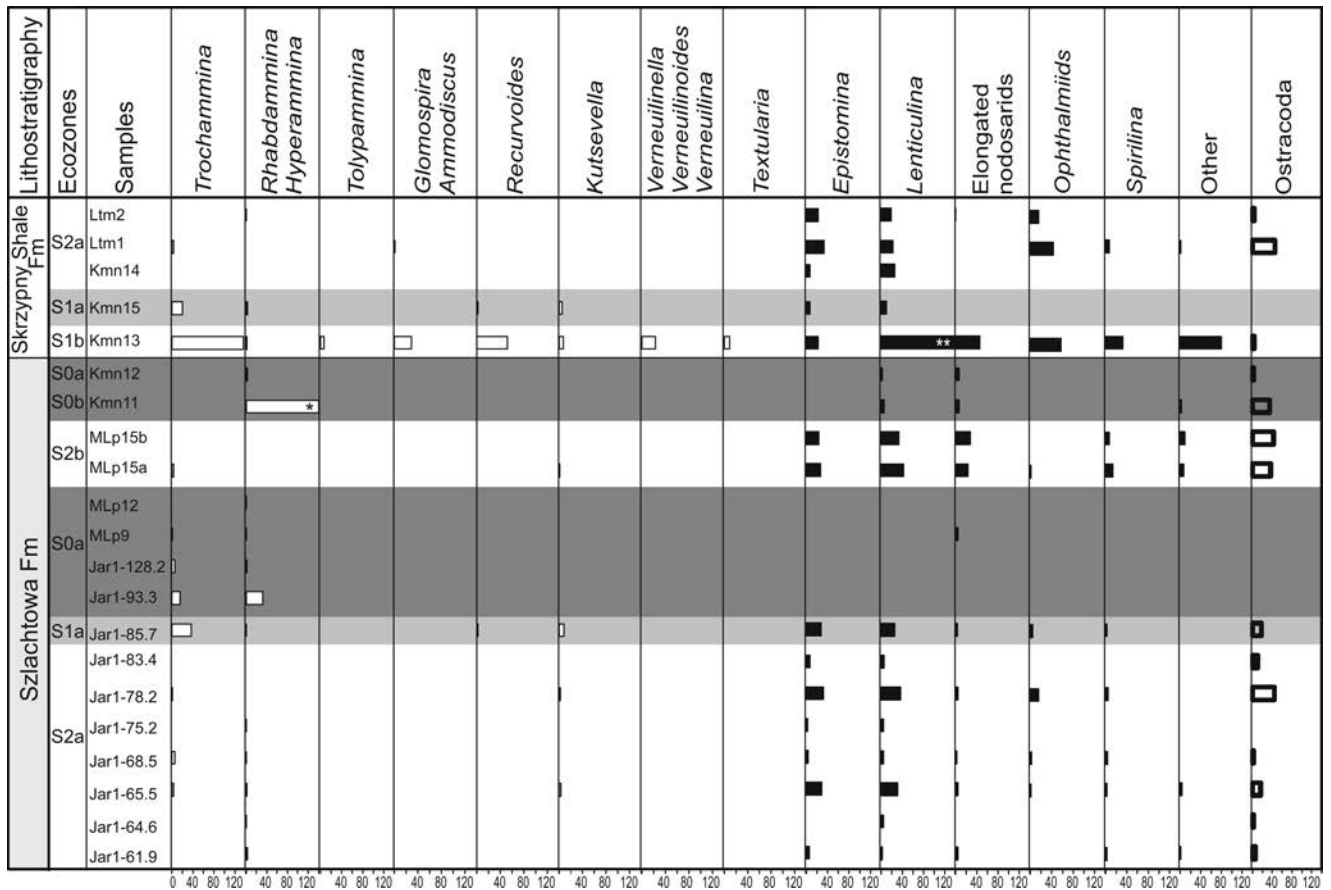 Lithostratigraphy
Ecozones
Samples
Trochammina
Rhabdammina
Hyperammina
Tolypammina
Glomospira
Ammodiscus
Recurvoides
Kutsevella
Verneuilinella
Verneuilinoides
Verneuilina
Textularia
Epistomina
Lenticulina
Elongated
nodosarids
Ophthalmiids
Spirilina
Other
Ostracoda
Skrzypny Shale
Fm
S2a
Ltm2
Ltm1
Kmn14
S1a
Kmn15
S1b
Kmn13
**
Szlachtowa Fm
S0a
Kmn12
S0b
Kmn11
*
S2b
MLp15b
MLp15a
S0a
MLp12
MLp9
Jar1-128.2
Jar1-93.3
S1a
Jar1-85.7
S2a
Jar1-83.4
Jar1-78.2
Jar1-75.2
Jar1-68.5
Jar1-65.5
Jar1-64.6
Jar1-61.9
0 40 80 120 40 80 120 40 80 120 40 80 120 40 80 120 40 80 120 40 80 120 40 80 120 40 80 120 40 80 120 40 80 120 40 80 120 40 80 120 40 80 120 40 80 120